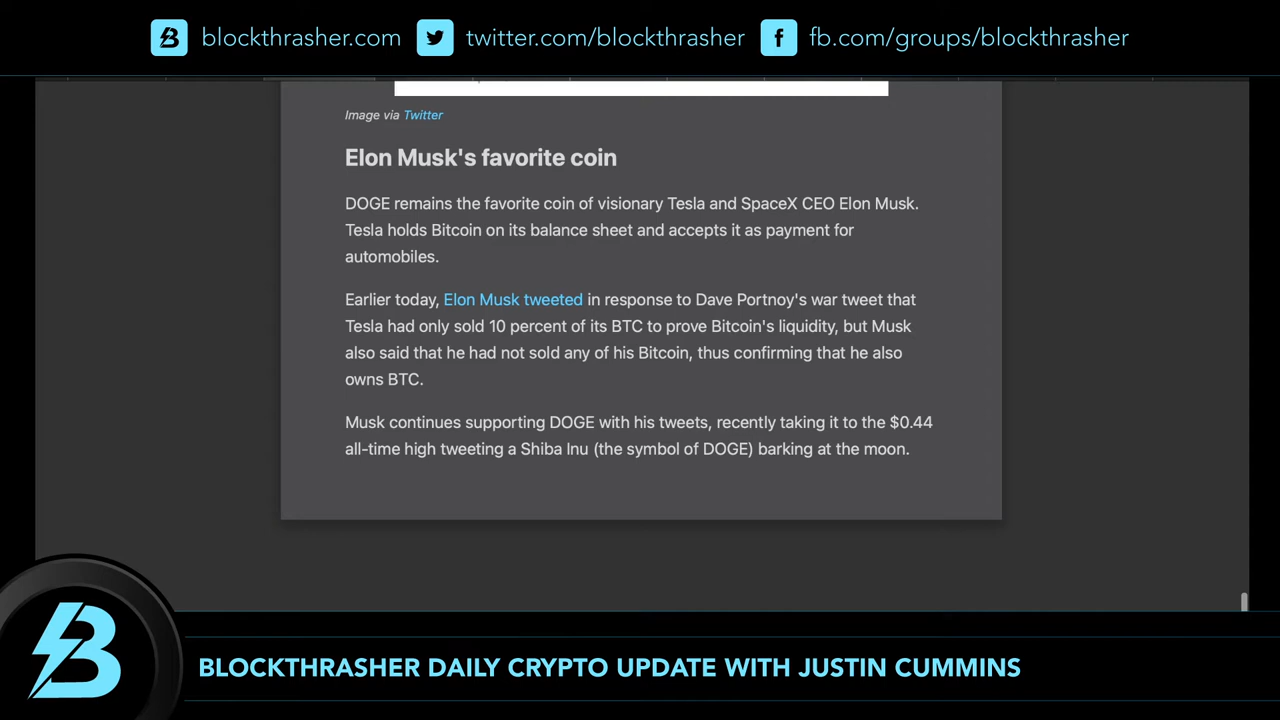 blockthrasher.com twitter.com/blockthrasher fb.com/groups/blockthrasher
Image via Twitter
Elon Musk's favorite coin
DOGE remains the favorite coin of visionary Tesla and SpaceX CEO Elon Musk.
Tesla holds Bitcoin on its balance sheet and accepts it as payment for
automobiles.
Earlier today, Elon Musk tweeted in response to Dave Portnoy's war tweet that
Tesla had only sold 10 percent of its BTC to prove Bitcoin's liquidity, but Musk
also said that he had not sold any of his Bitcoin, thus confirming that he also
owns BTC.
Musk continues supporting DOGE with his tweets, recently taking it to the $0.44
all-time high tweeting a Shiba Inu (the symbol of DOGE) barking at the moon.
BLOCKTHRASHER DAILY CRYPTO UPDATE WITH JUSTIN CUMMINS